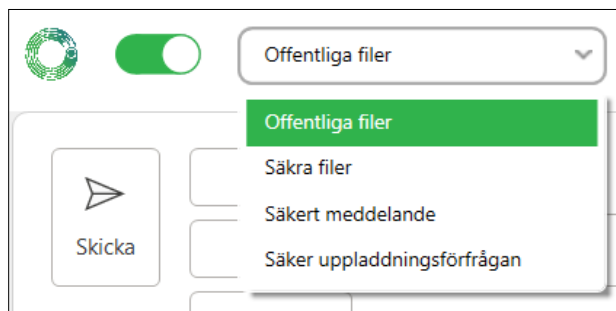 Offentliga filer
Offentliga filer
Säkra filer
Säkert meddelande
Säker uppladdningsförfrågan
Skicka